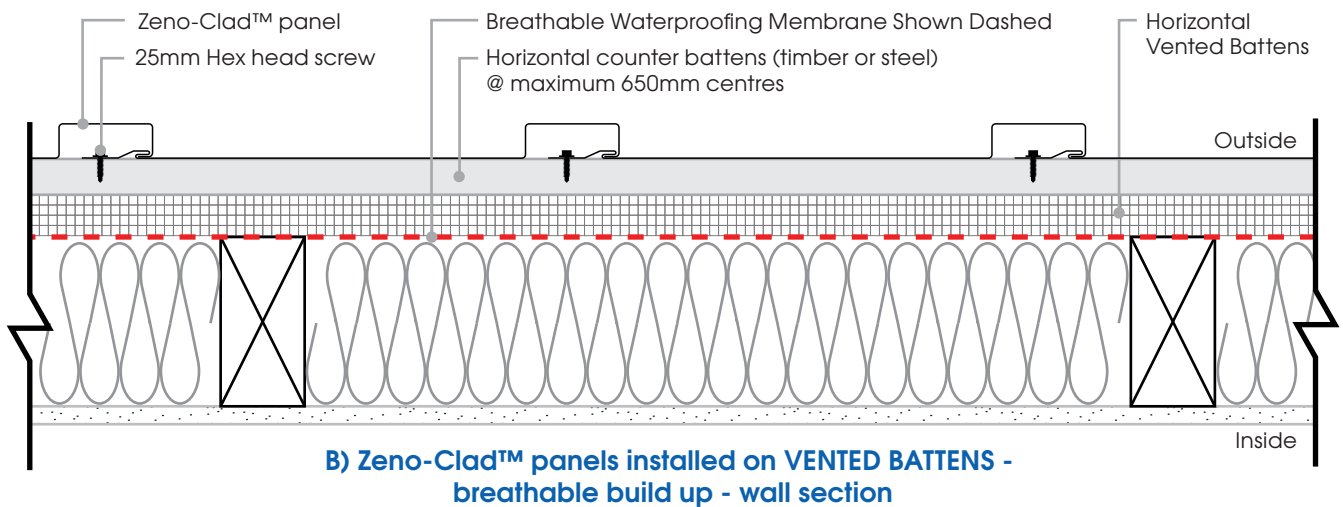 Zeno-Clad™ panel
25mm Hex head screw
Breathable Waterproofing Membrane Shown Dashed
Horizontal counter battens (timber or steel)
@ maximum 650mm centres
Horizontal
Vented Battens
Outside
Inside
B) Zeno-Clad™ panels installed on VENTED BATTENS -
breathable build up - wall section